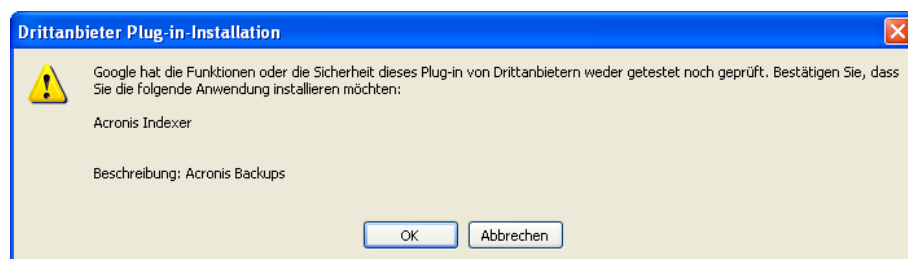 Drittanbieter Plug-in-Installation
Google hat die Funktionen oder die Sicherheit dieses Plug-in von Drittanbietern weder getestet noch geprüft. Bestätigen Sie, dass
Sie die folgende Anwendung installieren möchten:
Acronis Indexer
Beschreibung: Acronis Backups
OK
Abbrechen